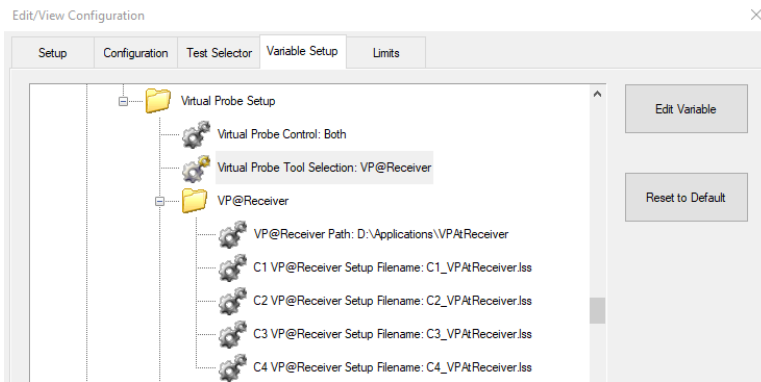 Edit/View Configuration
Setup Configuration Test Selector Variable Setup Limits
Virtual Probe Setup
Edit Variable
Virtual Probe Control: Both
Virtual Probe Tool Selection: VP@Receiver
VP@Receiver
Reset to Default
VP@Receiver Path: D:\Applications\VPAtReceiver
C1 VP@Receiver Setup Filename: C1_VPAtReceiver.lss
C2 VP@Receiver Setup Filename: C2_VPAtReceiver.lss
C3 VP@Receiver Setup Filename: C3_VPAtReceiver.lss
C4 VP@Receiver Setup Filename: C4_VPAtReceiver.lss